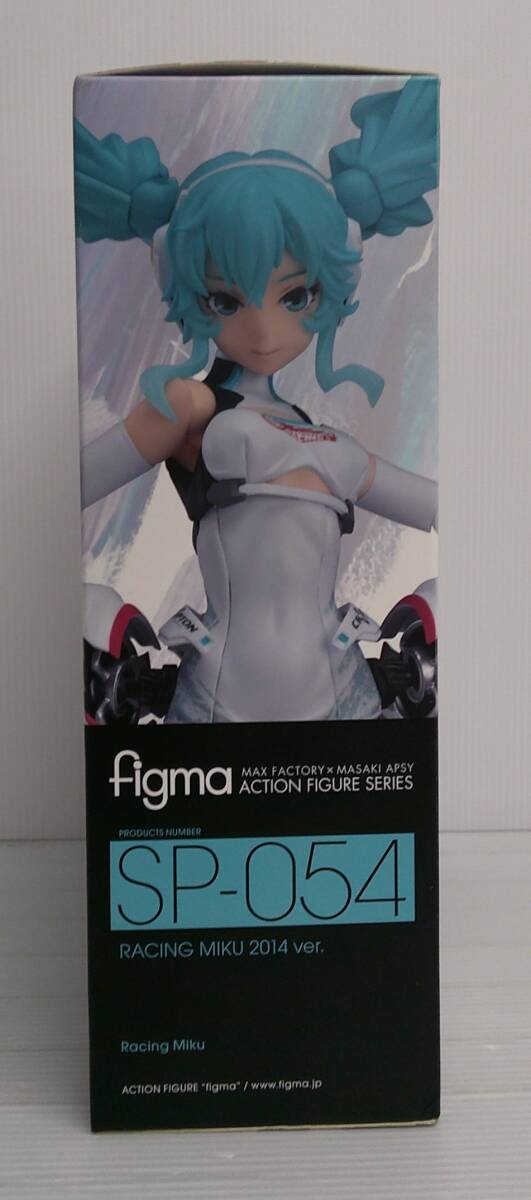 figma
MAX FACTORY × MASAKI APSY
ACTION FIGURE SERIES
PRODUCTS NUMBER
SP-054
RACING MIKU 2014 ver.
Racing Miku
ACTION FIGURE "figma" / www.figma.jp